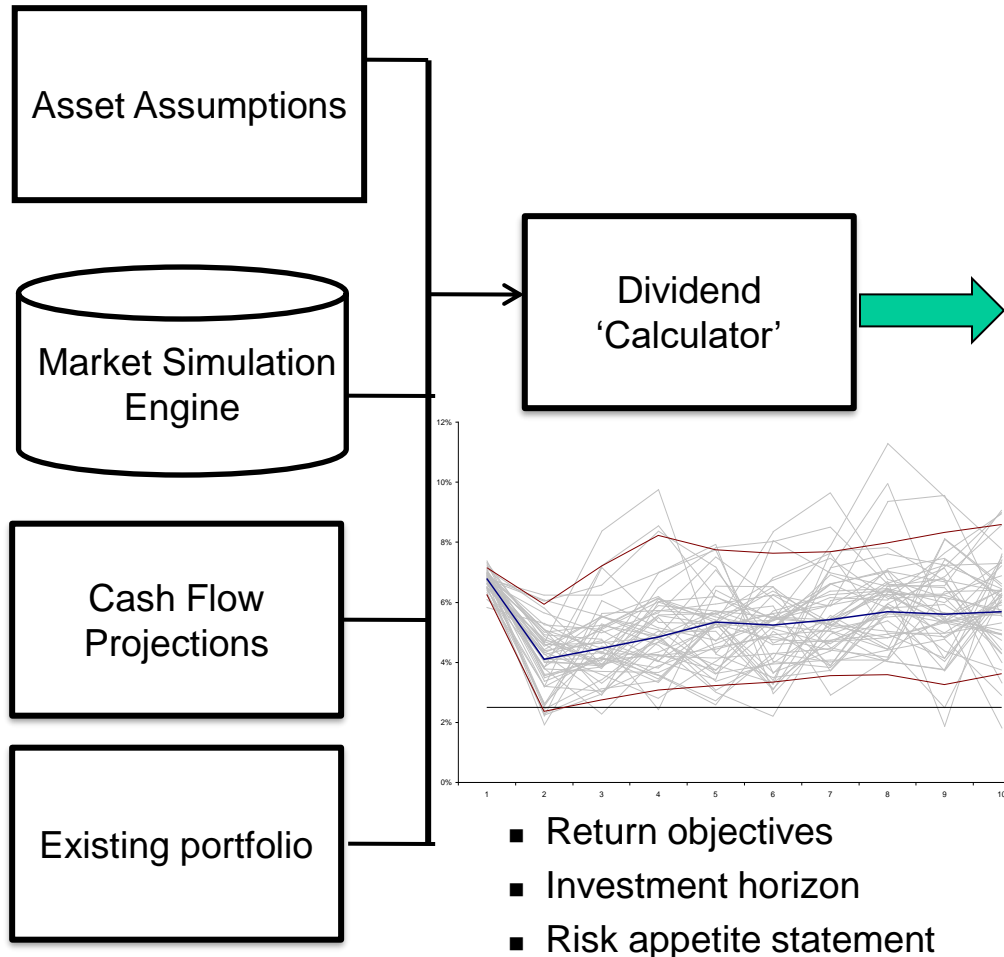 Asset Assumptions
Market Simulation
Engine
Cash Flow
Projections
Existing portfolio
Dividend
‘Calculator’
12%
10%
8%
6%
4%
2%
0%
1 2 3 4 5 6 7 8 9 10
■ Return objectives
■ Investment horizon
■ Risk appetite statement